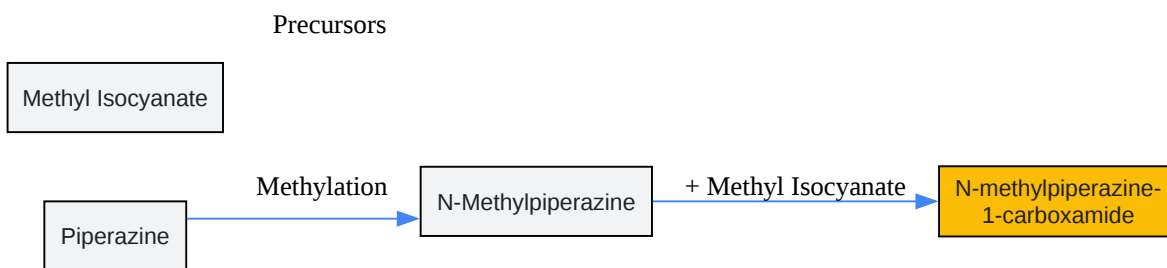 Precursors
Methyl Isocyanate
Methylation
N-Methylpiperazine
+ Methyl Isocyanate
N-methylpiperazine-
1-carboxamide
Piperazine